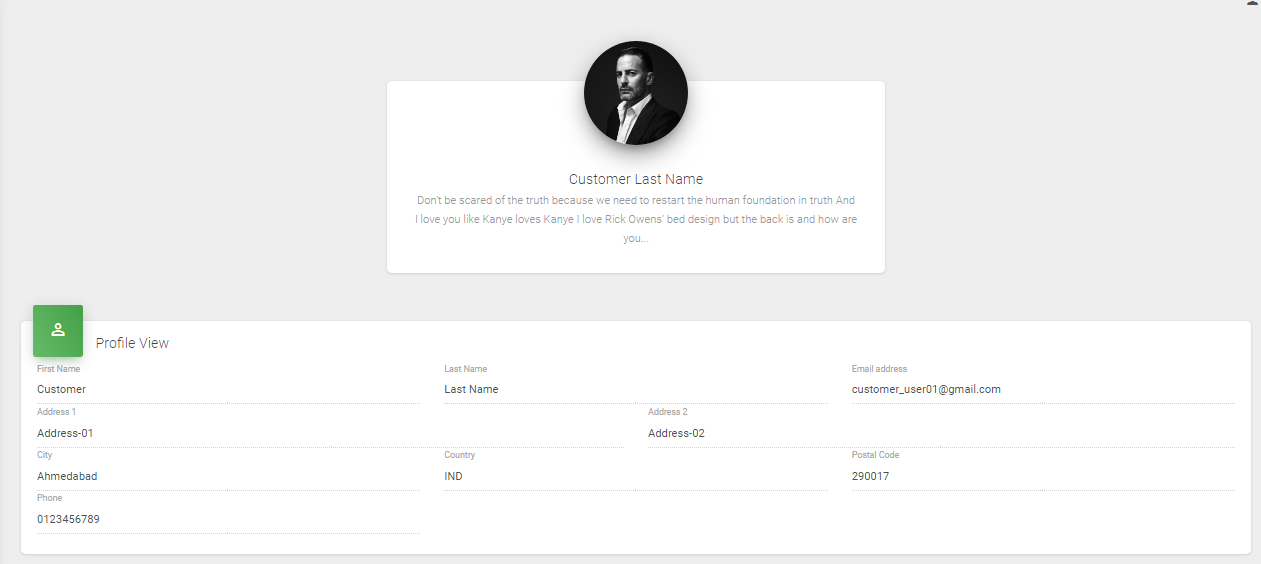 Customer Last Name
Don't be scared of the truth because we need to restart the human foundation in truth And
I love you like Kanye loves Kanye I love Rick Owens' bed design but the back is and how are
you...
Profile View
First Name
Last Name
Email address
Customer
Last Name
customer_user01@gmail.com
Address 1
Address 2
Address-01
Address-02
City
Country
Postal Code
Ahmedabad
IND
290017
Phone
0123456789